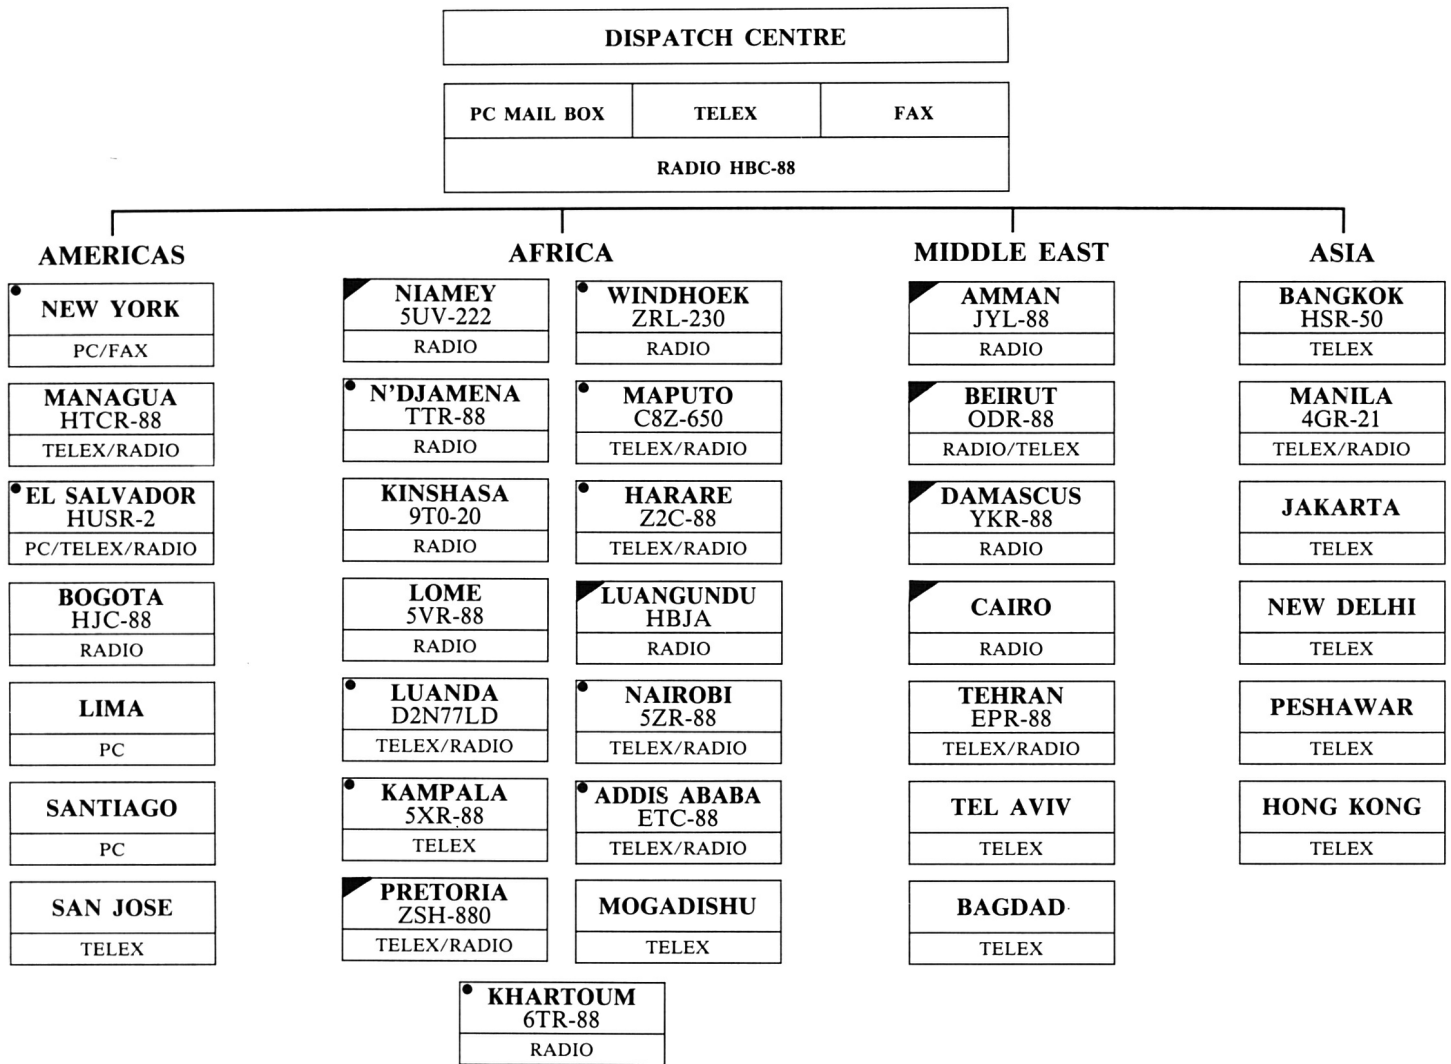 DISPATCH CENTRE
PC MAIL BOX
TELEX
FAX
RADIO HBC-88
AMERICAS
NEW YORK
PC/FAX
MANAGUA
HTCR-88
TELEX/RADIO
EL SALVADOR
HUSR-2
PC/TELEX/RADIO
BOGOTA
HJC-88
RADIO
LIMA
PC
SANTIAGO
PC
SAN JOSE
TELEX
AFRICA
NIAMEY
5UV-222
RADIO
N'DJAMENA
TTR-88
RADIO
KINSHASA
9T0-20
RADIO
LOME
5VR-88
RADIO
LUANDA
D2N77LD
TELEX/RADIO
KAMPALA
5XR-88
TELEX
PRETORIA
ZSH-880
TELEX/RADIO
WINDHOEK
ZRL-230
RADIO
MAPUTO
C8Z-650
TELEX/RADIO
HARARE
Z2C-88
TELEX/RADIO
LUANGUNDU
HBJA
RADIO
NAIROBI
5ZR-88
TELEX/RADIO
ADDIS ABABA
ETC-88
TELEX/RADIO
MOGADISHU
TELEX
KHARTOUM
6TR-88
RADIO
MIDDLE EAST
AMMAN
JYL-88
RADIO
BEIRUT
ODR-88
RADIO/TELEX
DAMASCUS
YKR-88
RADIO
CAIRO
RADIO
TEHRAN
EPR-88
TELEX/RADIO
TEL AVIV
TELEX
BAGDAD
TELEX
ASIA
BANGKOK
HSR-50
TELEX
MANILA
4GR-21
TELEX/RADIO
JAKARTA
TELEX
NEW DELHI
TELEX
PESHAWAR
TELEX
HONG KONG
TELEX